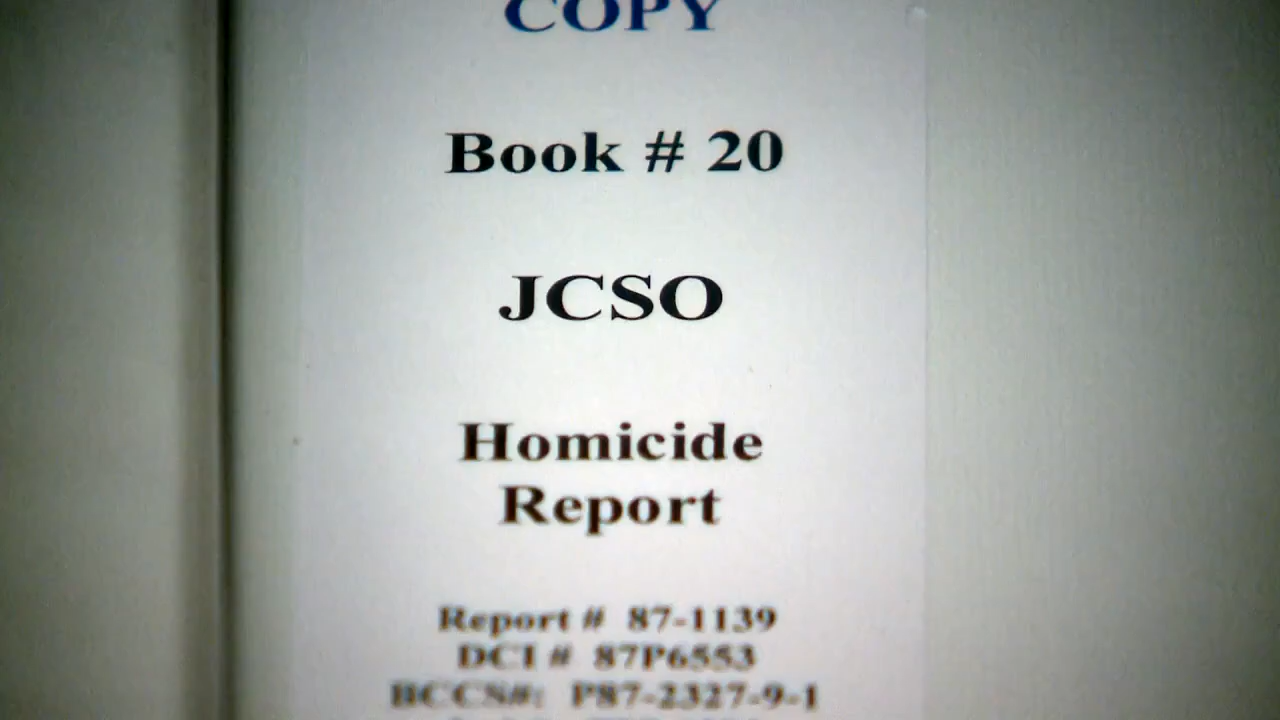 COPY
Book # 20
JCSO
Homicide
Report
Report # 87-1139
DCI # 87P6553
BCCS#: P87-2327-9-1